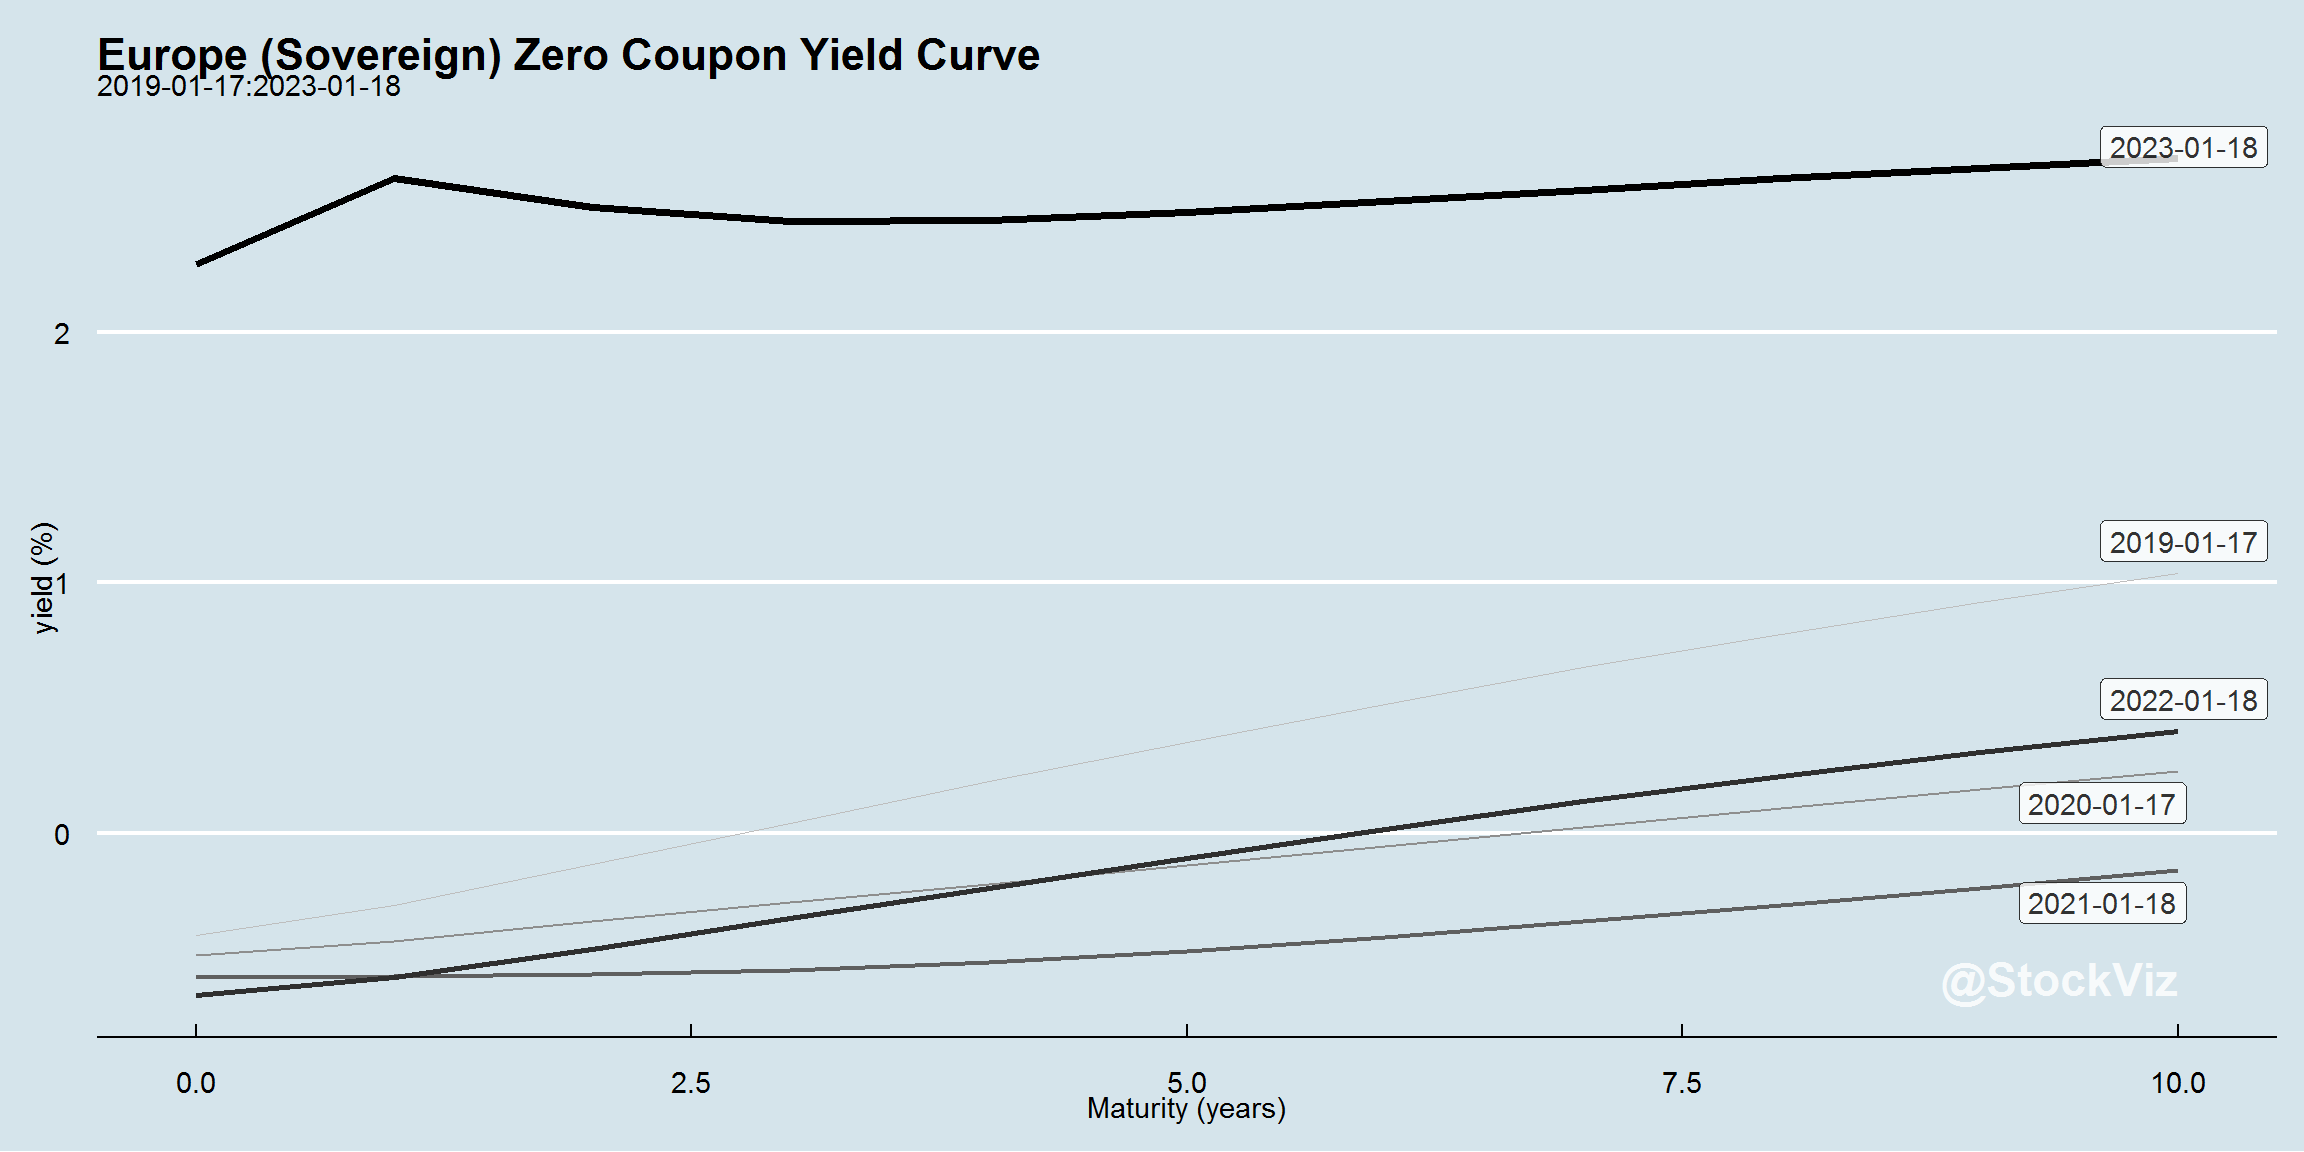 Europe (Sovereign) Zero Coupon Yield Curve
2019-01-17:2023-01-18
2023-01-18
2
2019-01-17
yield (%)
1
2022-01-18
2020-01-17
0
2021-01-18
@StockViz
0.0 2.5 5.0 7.5 10.0
Maturity (years)